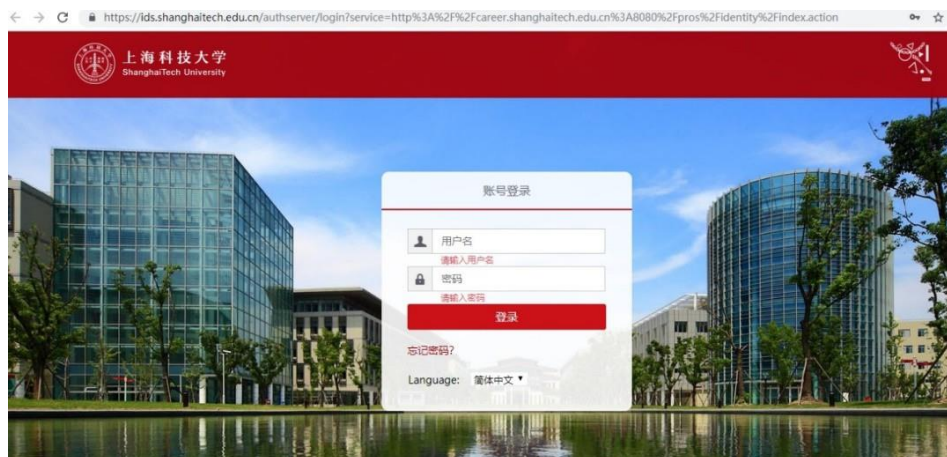 https://ids.shanghaitech.edu.cn/authserver/login?service=http%3A%2F%2Fcareer.shanghaitech.edu.cn%3A8080%2Fpros%2Fidentity%2Findex.action
上海科技大学
ShanghaiTech University
账号登录
用户名
请输入用户名
密码
请输入密码
登录
忘记密码?
Language: 简体中文